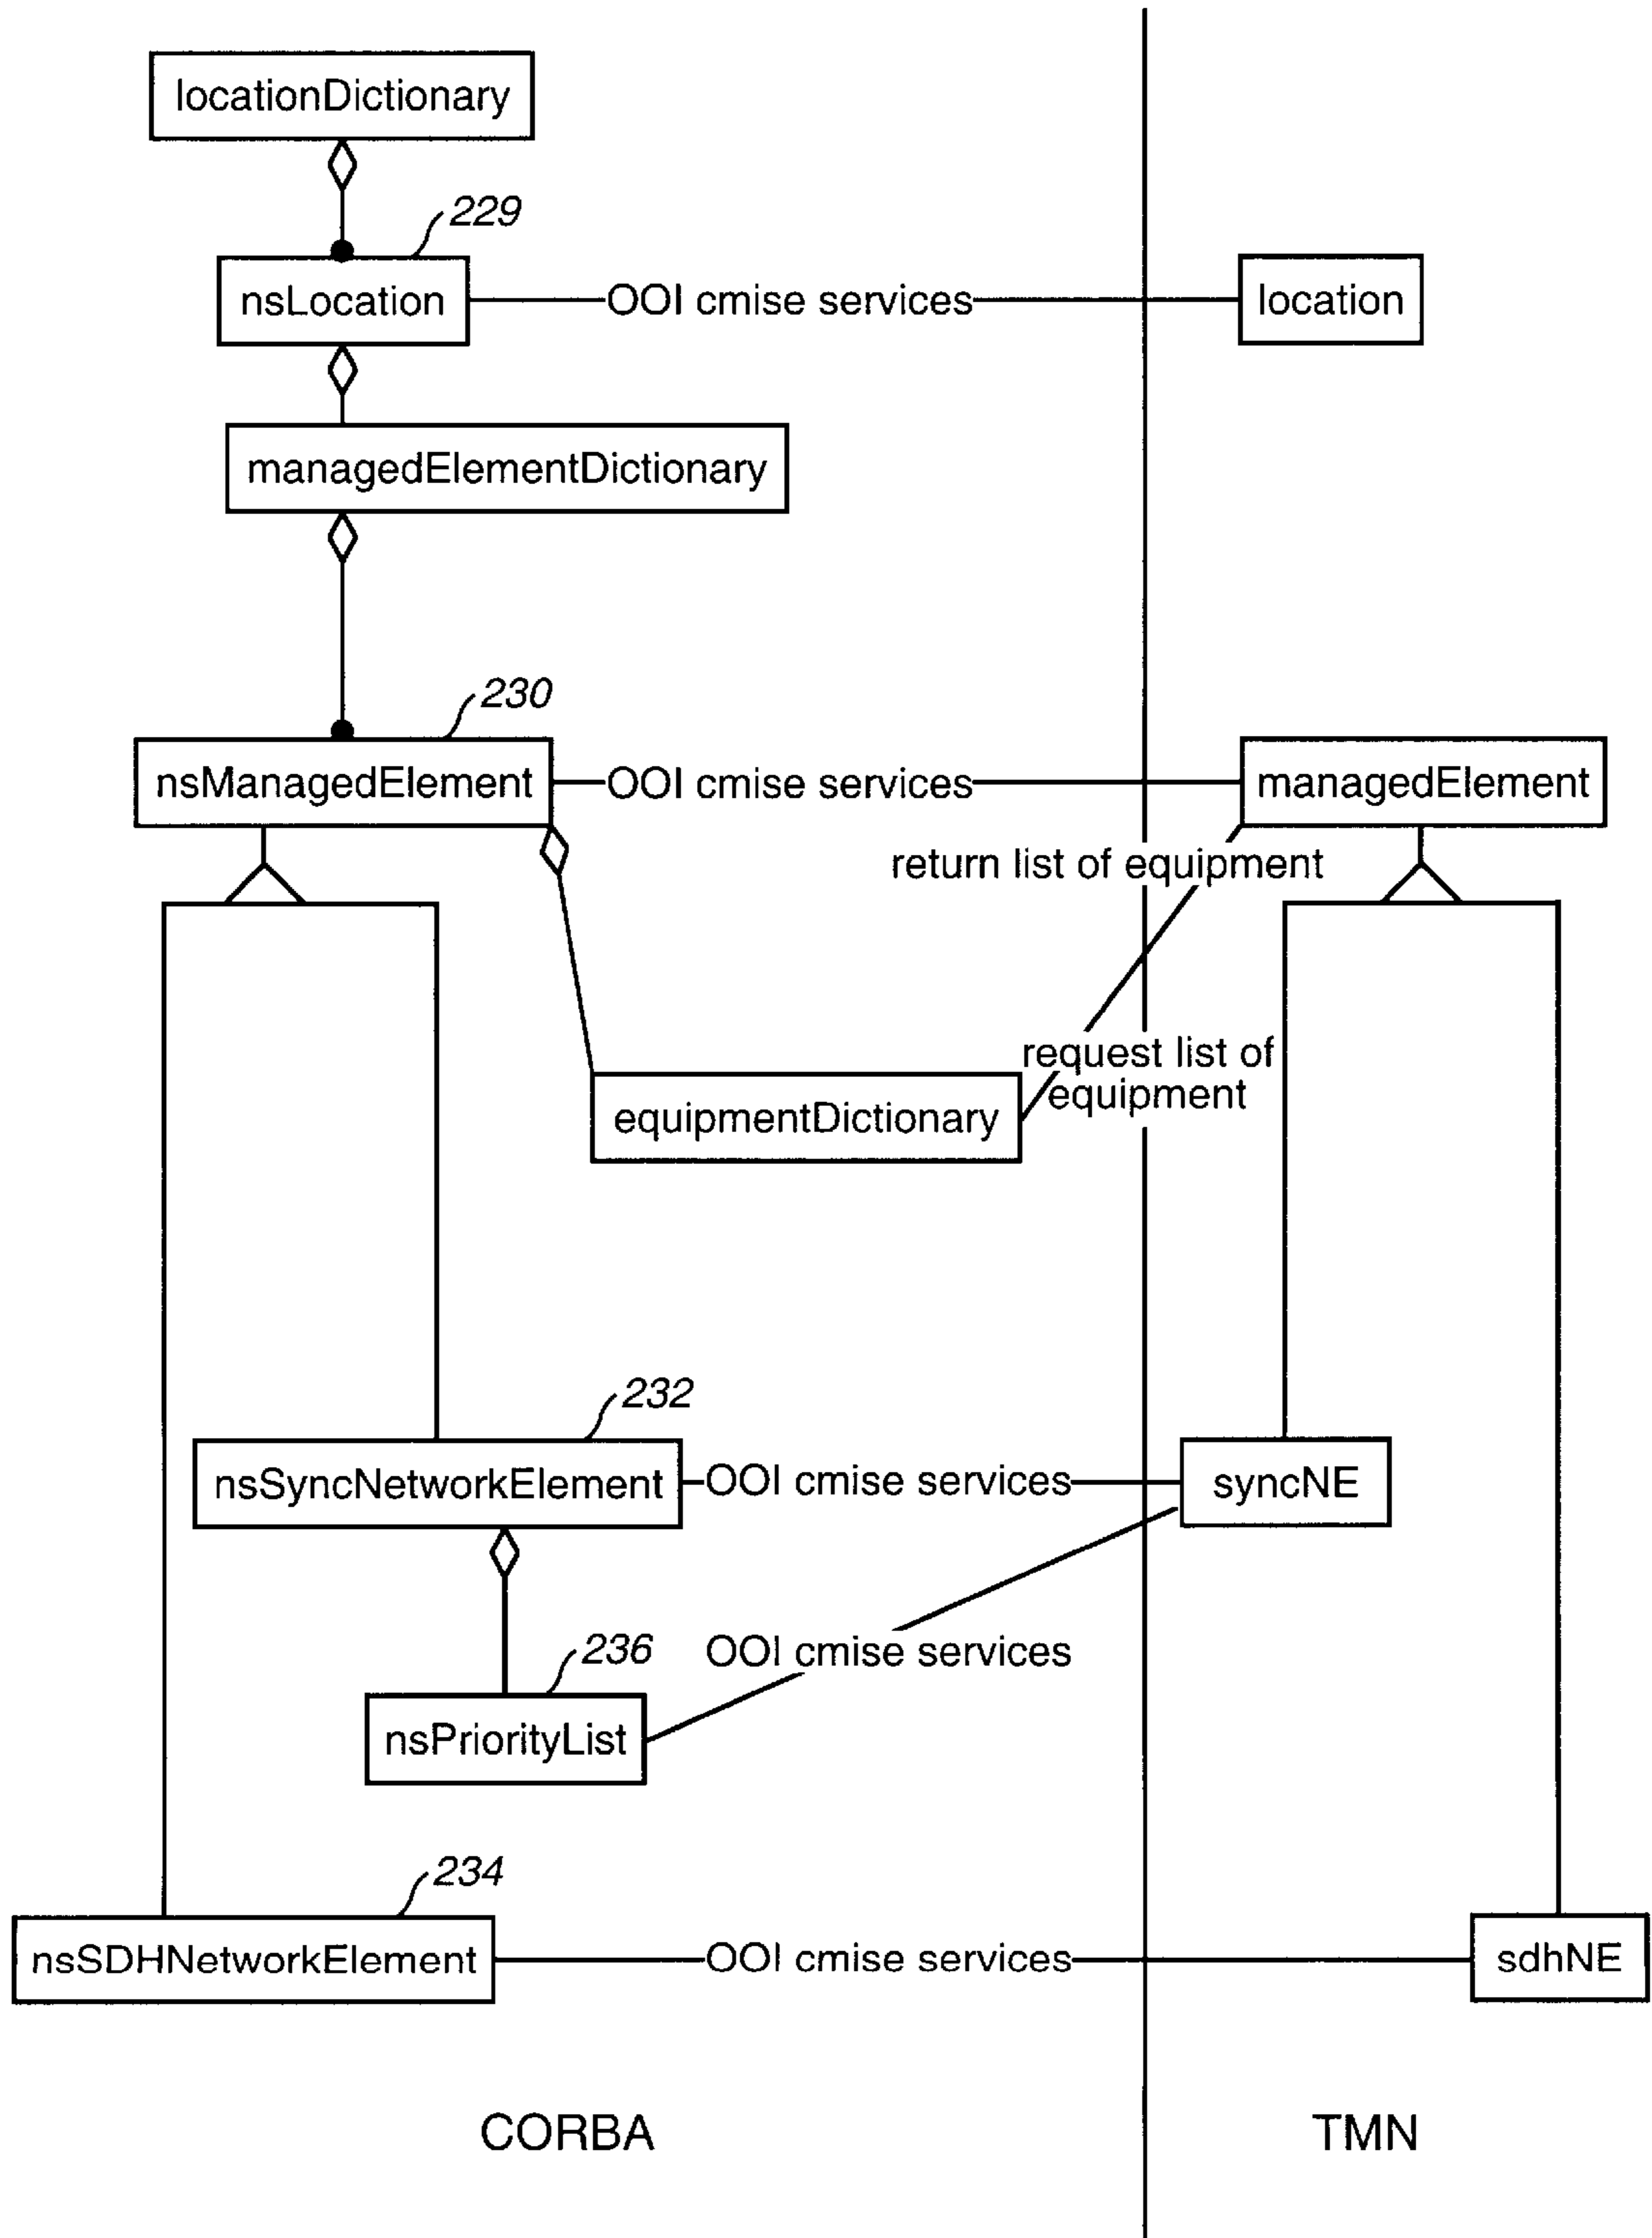 locationDictionary
229
nsLocation
OOI cmise services
location
managedElementDictionary
230
nsManagedElement
OOI cmise services
managedElement
return list of equipment
request list of
equipment
equipmentDictionary
232
nsSyncNetworkElement
OOI cmise services
syncNE
236
OOI cmise services
nsPriorityList
234
nsSDHNetworkElement
OOI cmise services
sdhNE
CORBA
TMN